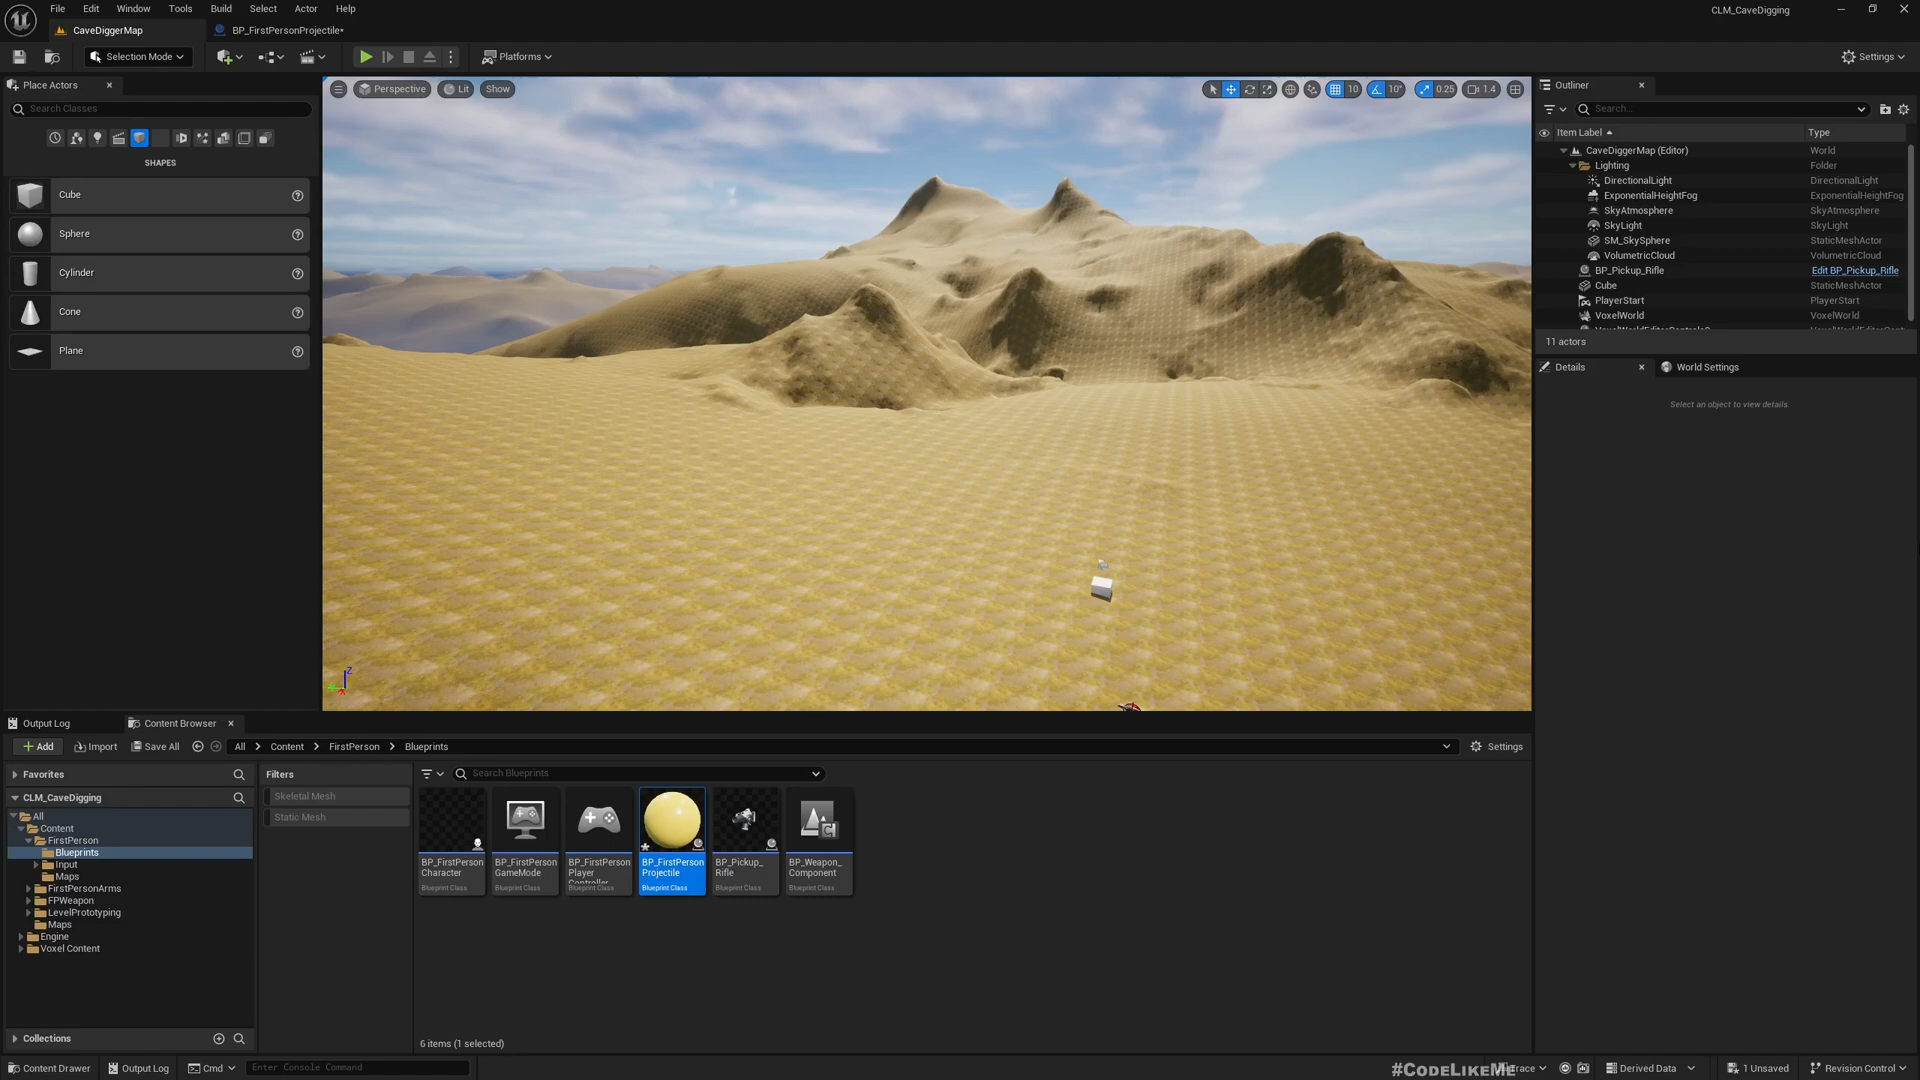 File Edit Window Tools Build Select Actor Help
CLM_CaveDigging
CaveDiggerMap
BP_FirstPersonProjectile*
Selection Mode
Platforms
Settings
Place Actors
Search Classes
SHAPES
Cube
Sphere
Cylinder
Cone
Plane
Perspective
Lit
Show
10
10°
0.25
1.4
Outliner
Search...
Item Label
Type
CaveDiggerMap (Editor) World
Lighting Folder
DirectionalLight DirectionalLight
ExponentialHeightFog ExponentialHeightFog
SkyAtmosphere SkyAtmosphere
SkyLight SkyLight
SM_SkySphere StaticMeshActor
VolumetricCloud VolumetricCloud
BP_Pickup_Rifle Edit BP_Pickup_Rifle
Cube StaticMeshActor
PlayerStart PlayerStart
VoxelWorld VoxelWorld
11 actors
Details
World Settings
Select an object to view details.
Output Log
Content Browser
Add
Import
Save All
All
Content
FirstPerson
Blueprints
Settings
Favorites
CLM_CaveDigging
All
Content
FirstPerson
Blueprints
Input
Maps
FirstPersonArms
FPWeapon
LevelPrototyping
Maps
Engine
Voxel Content
Collections
Filters
Skeletal Mesh
Static Mesh
Search Blueprints
BP_FirstPerson
Character
Blueprint Class
BP_FirstPerson
GameMode
Blueprint Class
BP_FirstPerson
Player
Controller
Blueprint Class
BP_FirstPerson
Projectile
Blueprint Class
BP_Pickup_
Rifle
Blueprint Class
BP_Weapon_
Component
Blueprint Class
6 items (1 selected)
Content Drawer
Output Log
Cmd
Enter Console Command
#CodeLikeMe
Trace
Derived Data
1 Unsaved
Revision Control